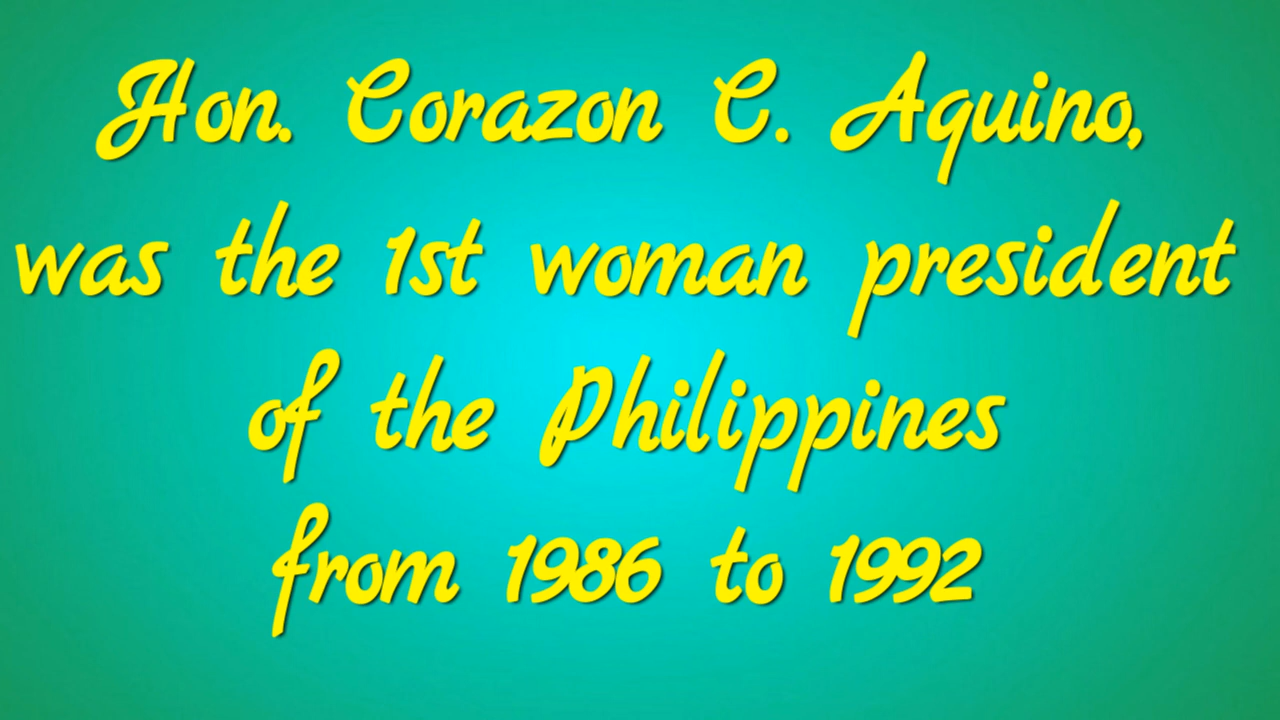 Hon. Corazon C. Aquino,
was the 1st woman president
of the Philippines
from 1986 to 1992